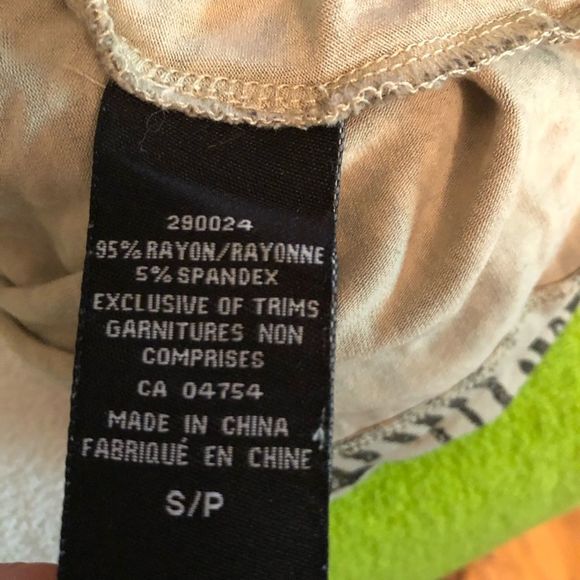 290024
95% RAYON/RAYONNE
5% SPANDEX
EXCLUSIVE OF TRIMS
GARNITURES NON
COMPRISES
CA 04754
MADE IN CHINA
FABRIQUÉ EN CHINE
S/P